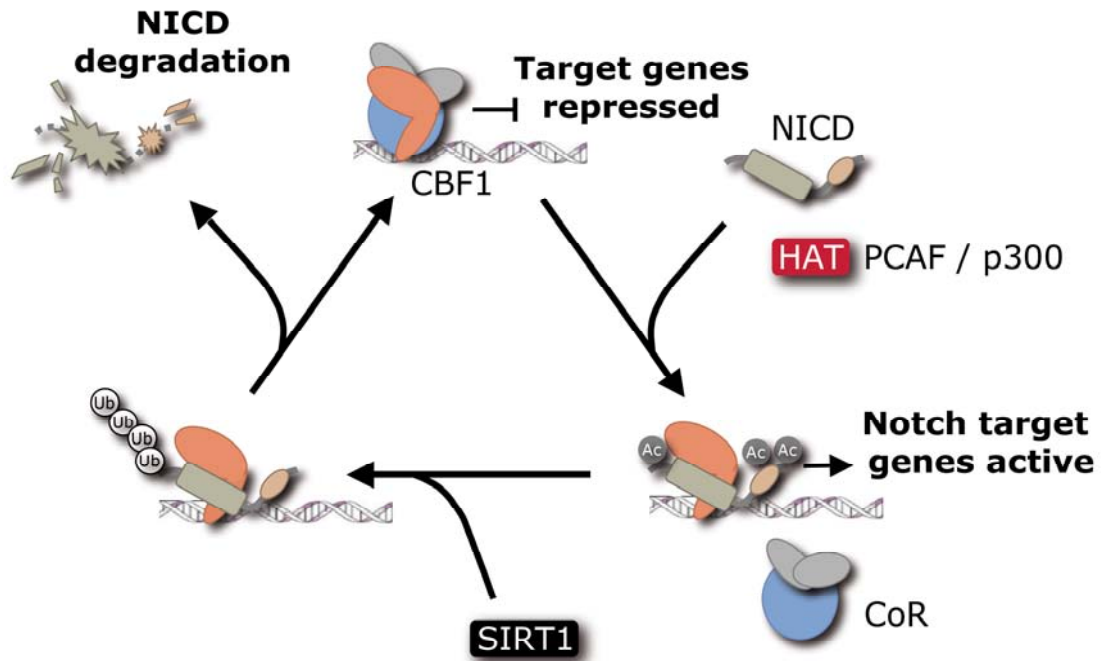 NICD
degradation
Target genes
repressed
CBF1
NICD
HAT PCAF / p300
Ub
Ub
Ub
Ub
Ac
Ac
Ac
Notch target
genes active
CoR
SIRT1